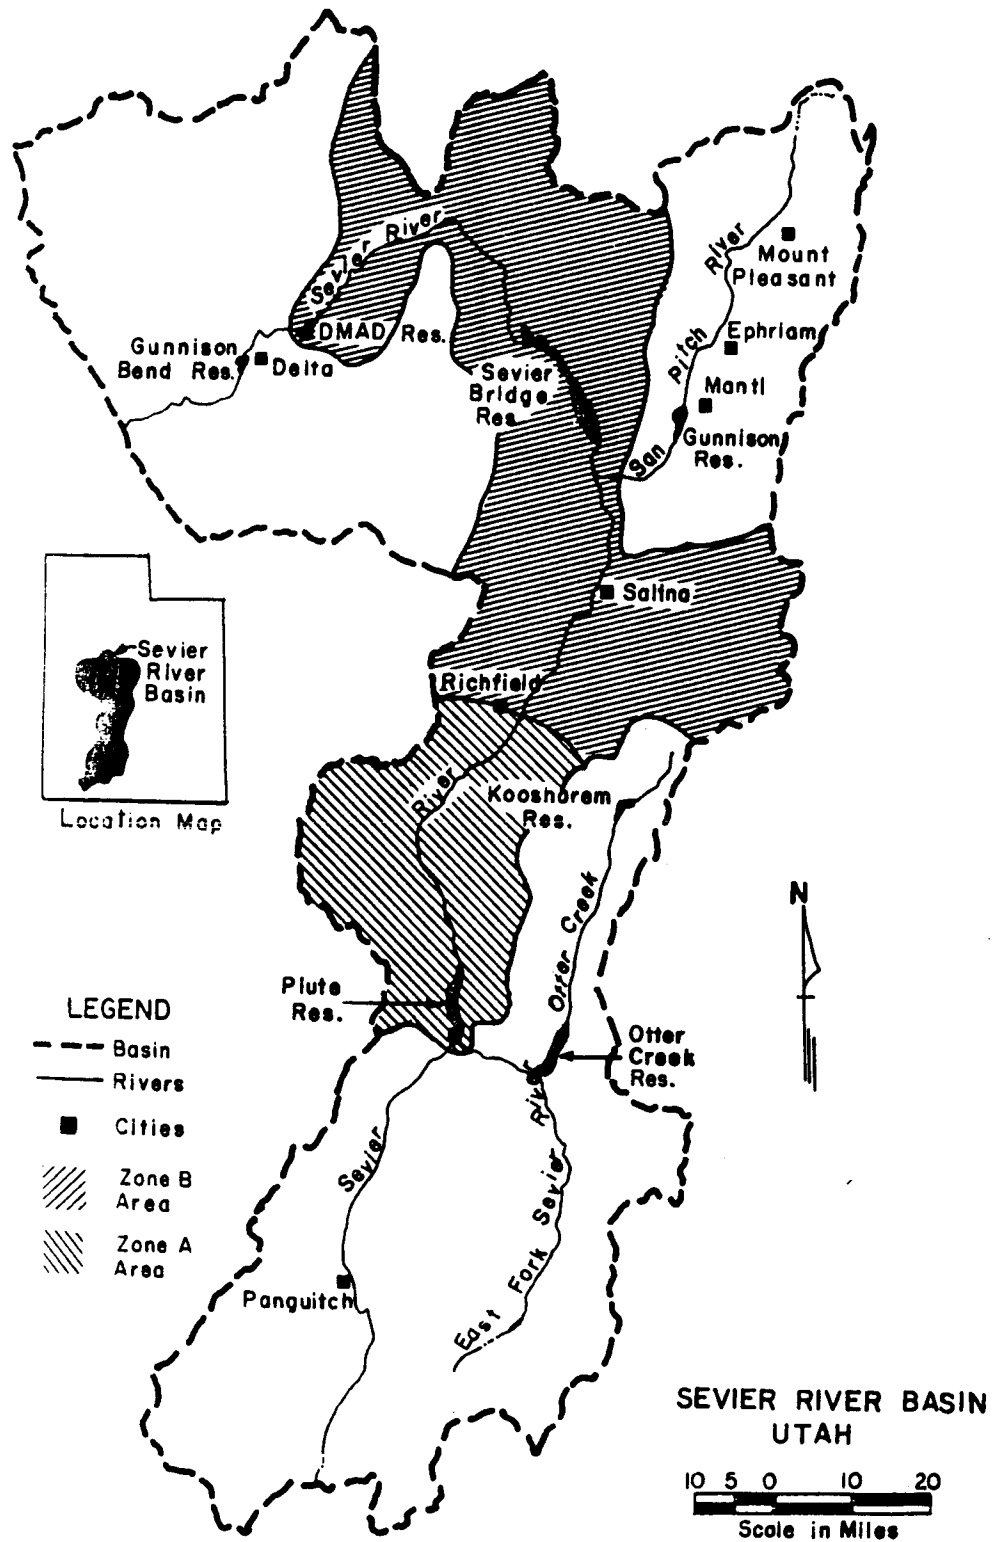 Sevier River
Mount
Pleasant
River
DMAD Res.
Ephriam
Gunnison
Bend Res.
Delta
Pitch
Sevier
Bridge
Res.
Manti
Gunnison
Res.
San
Salina
Sevier
River
Basin
Richfield
River
Koosharem
Res.
Location Map
N
Otter Creek
Piute
Res.
LEGEND
Basin
Rivers
Cities
Zone B
Area
Zone A
Area
Otter
Creek
Res.
Sevier
East Fork Sevier River
Panguitch
SEVIER RIVER BASIN
UTAH
10 5 0 10 20
Scale in Miles